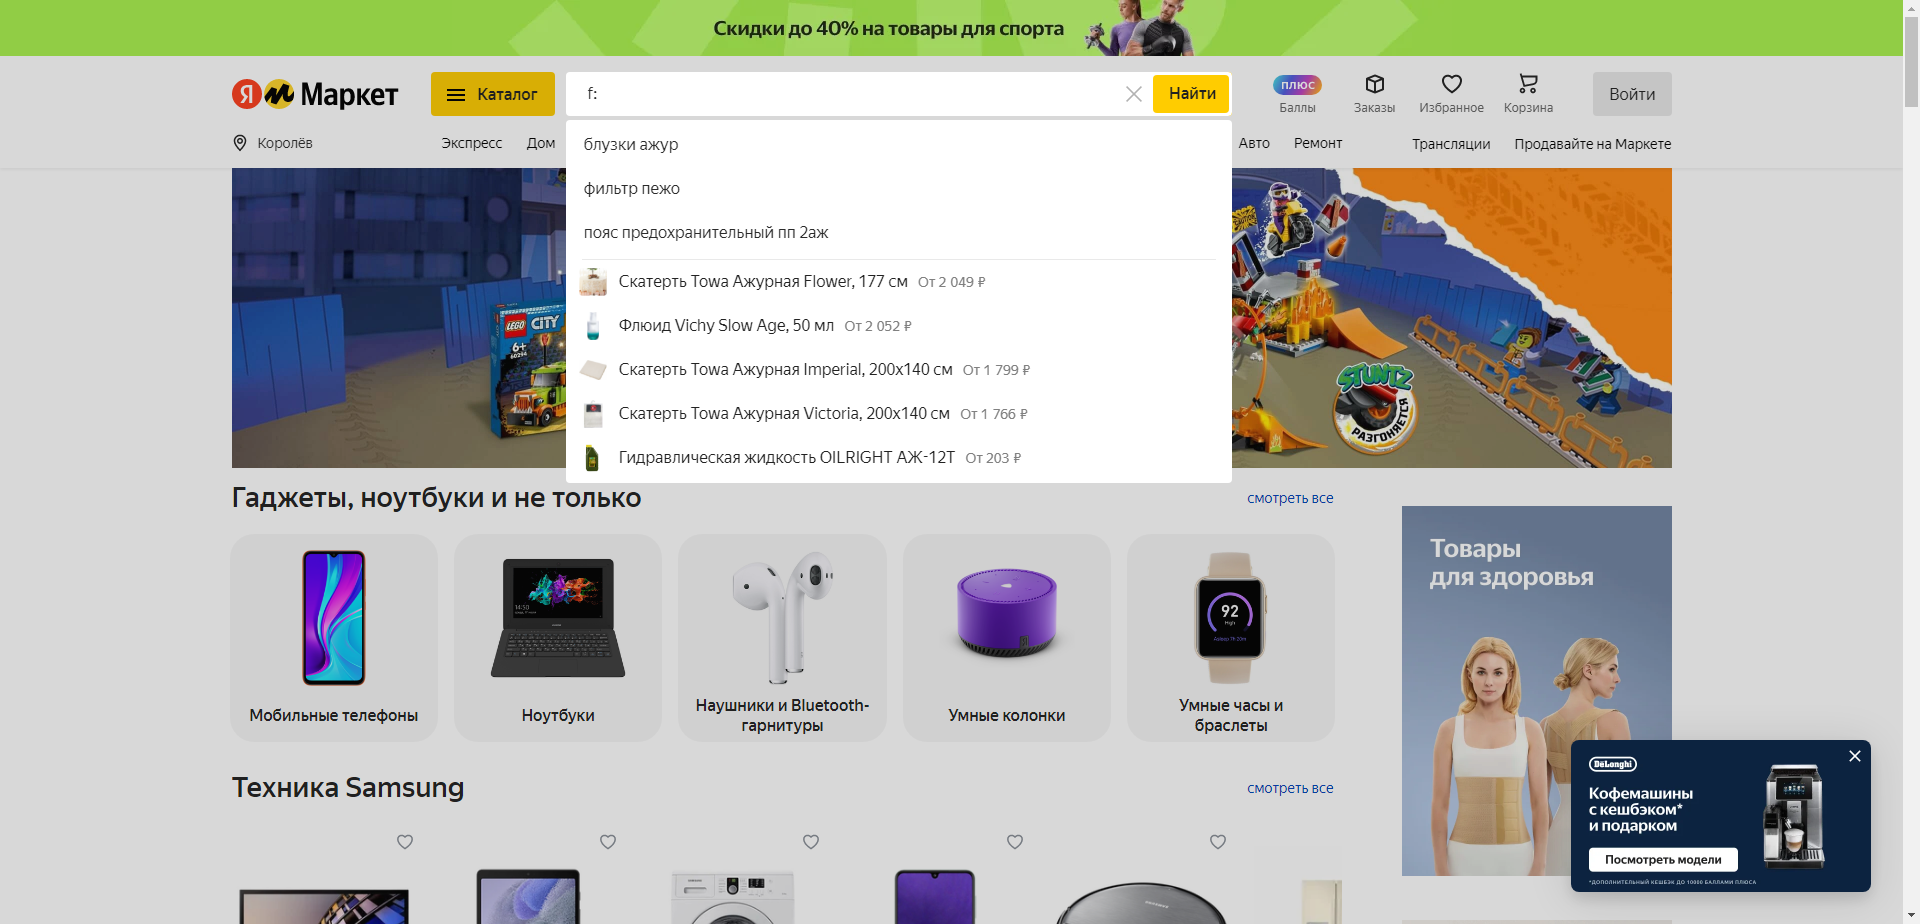 Скидки до 40% на товары для спорта
Я М Маркет
Каталог
f:
Найти
плюс
Баллы
Заказы
Избранное
Корзина
Войти
Королёв
Экспресс
Дом
Авто
Ремонт
Трансляции
Продавайте на Маркете
блузки ажур
фильтр пежо
пояс предохранительный пп 2аж
Скатерть Towa Ажурная Flower, 177 см От 2 049 ₽
Флюид Vichy Slow Age, 50 мл От 2 052 ₽
Скатерть Towa Ажурная Imperial, 200x140 см От 1 799 ₽
Скатерть Towa Ажурная Victoria, 200x140 см От 1 766 ₽
Гидравлическая жидкость OILRIGHT АЖ-12Т От 203 ₽
LEGO CITY
6+
60294
STUNTZ
РАЗГОНЯЕТСЯ
Гаджеты, ноутбуки и не только
смотреть все
14:50
92
Мобильные телефоны
Ноутбуки
Наушники и Bluetooth-
гарнитуры
Умные колонки
Умные часы и
браслеты
Товары
для здоровья
Техника Samsung
смотреть все
DeLonghi
Кофемашины
с кешбэком*
и подарком
Посмотреть модели
*ДОПОЛНИТЕЛЬНЫЙ КЕШБЭК ДО 10000 БАЛЛАМИ ПЛЮСА